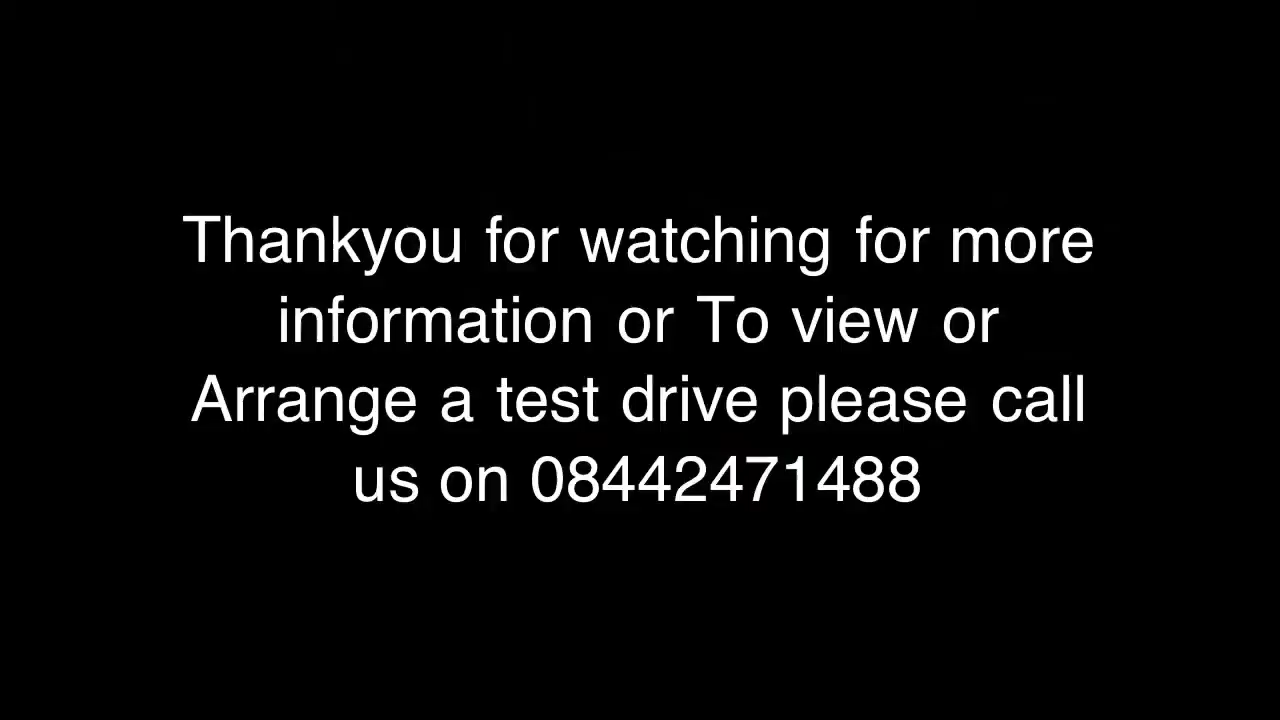 Thankyou for watching for more
information or To view or
Arrange a test drive please call
us on 08442471488